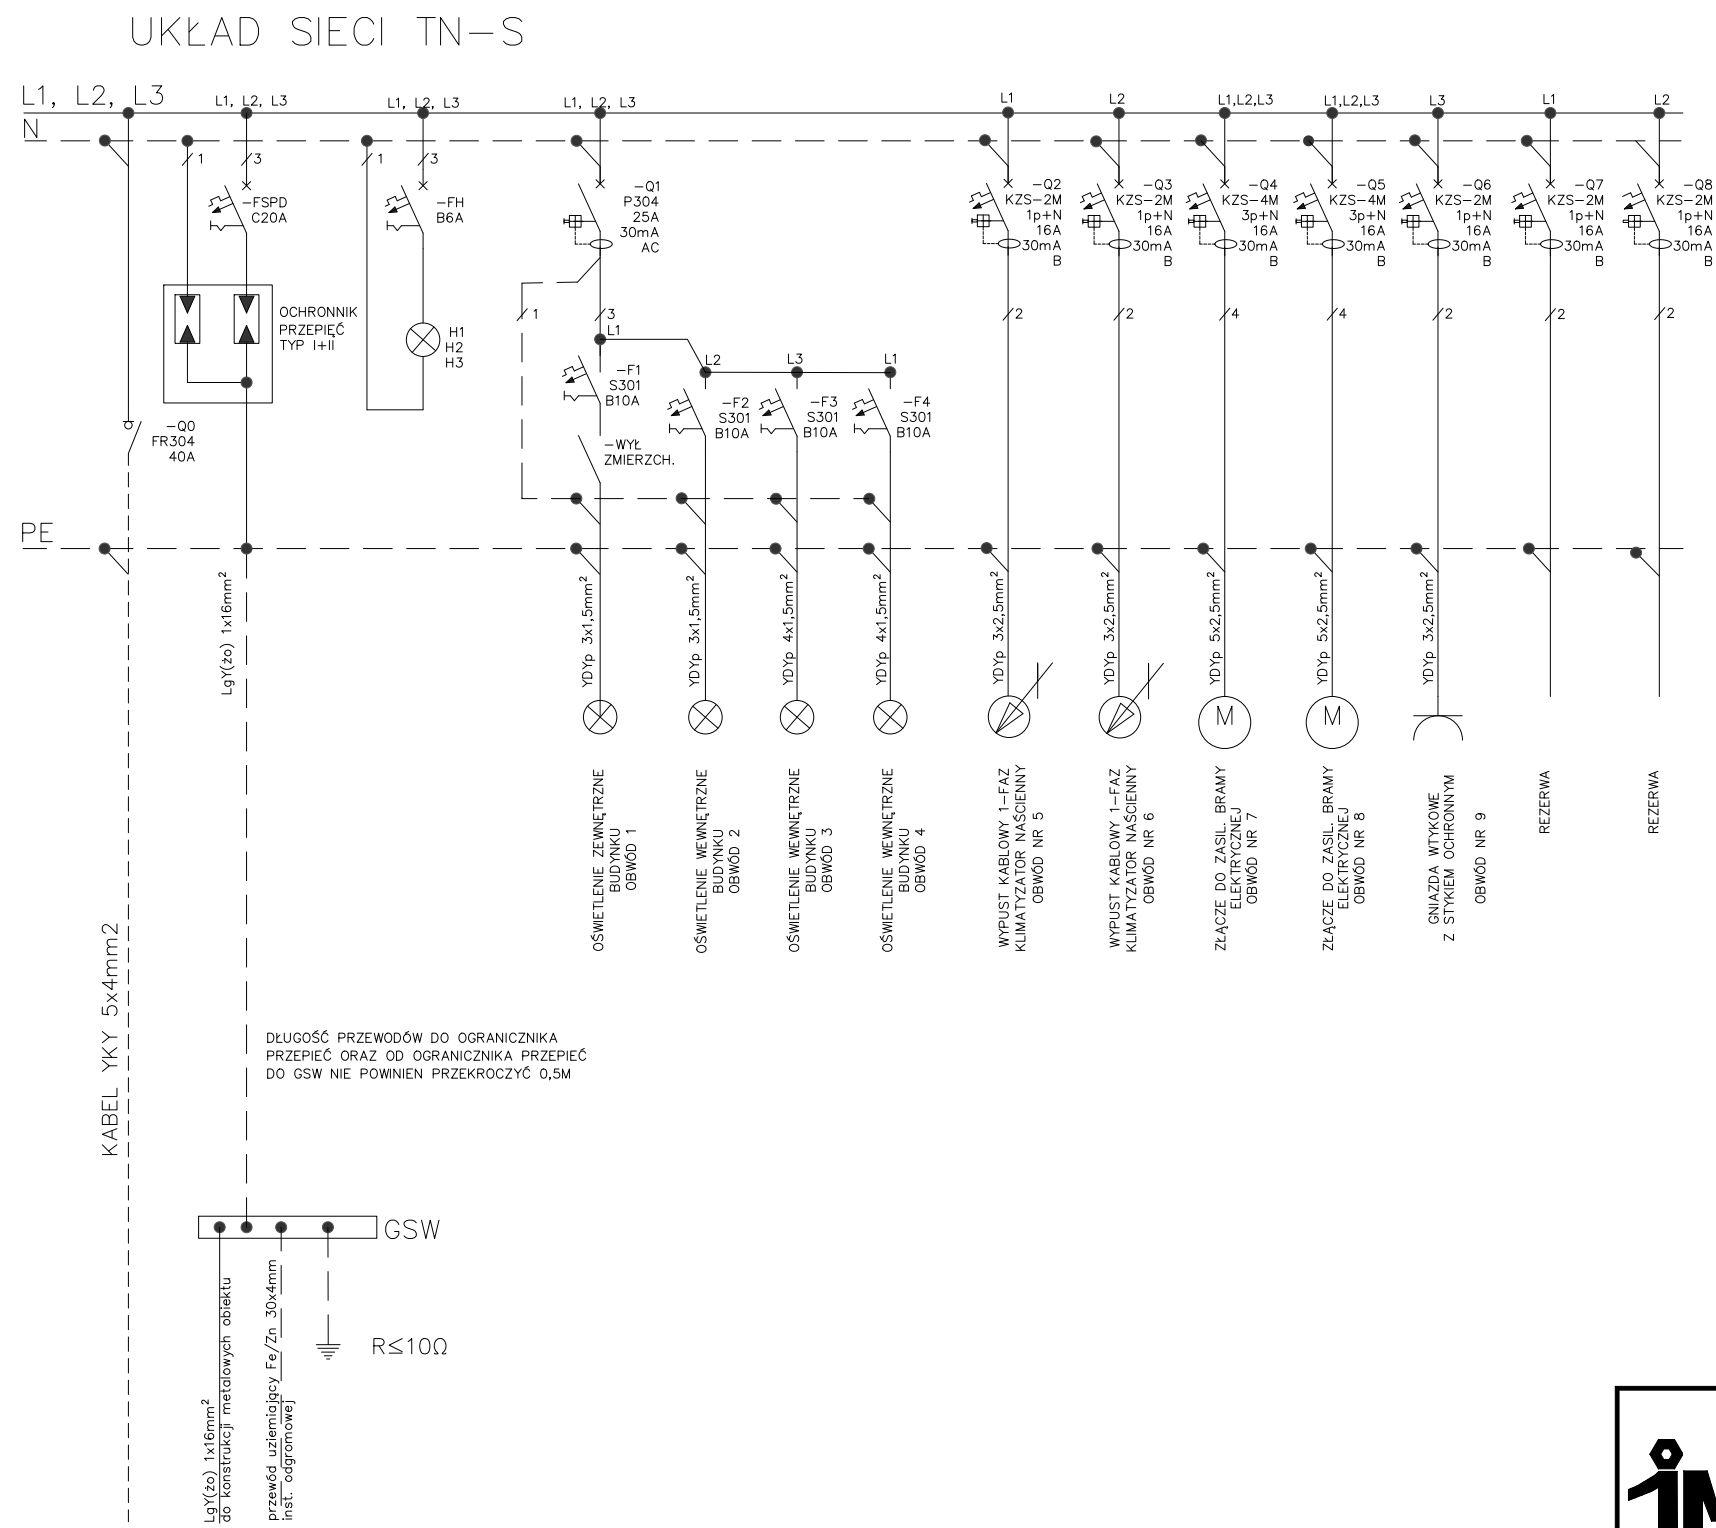 UKŁAD SIECI TN-S
L1, L2, L3
N
L1, L2, L3
L1, L2, L3
L1, L2, L3
L1
L2
L1,L2,L3
L1,L2,L3
L3
L1
L2
1
3
1
3
-FSPD
C20A
-FH
B6A
-Q1
P304
25A
30mA
AC
-Q2
KZS-2M
1p+N
16A
30mA
B
-Q3
KZS-2M
1p+N
16A
30mA
B
-Q4
KZS-4M
3p+N
16A
30mA
B
-Q5
KZS-4M
3p+N
16A
30mA
B
-Q6
KZS-2M
1p+N
16A
30mA
B
-Q7
KZS-2M
1p+N
16A
30mA
B
-Q8
KZS-2M
1p+N
16A
30mA
B
OCHRONNIK
PRZEPIĘĆ
TYP I+II
H1
H2
H3
1
3
2
2
4
4
2
2
2
L1
L2
L3
L1
-F1
S301
B10A
-F2
S301
B10A
-F3
S301
B10A
-F4
S301
B10A
-Q0
FR304
40A
-WYŁ
ZMIERZCH.
PE
LgY(żo) 1x16mm²
YDYp 3x1,5mm²
YDYp 3x1,5mm²
YDYp 4x1,5mm²
YDYp 4x1,5mm²
YDYp 3x2,5mm²
YDYp 3x2,5mm²
YDYp 5x2,5mm²
YDYp 5x2,5mm²
YDYp 3x2,5mm²
M
M
OŚWIETLENIE ZEWNĘTRZNE
BUDYNKU
OBWÓD 1
OŚWIETLENIE WEWNĘTRZNE
BUDYNKU
OBWÓD 2
OŚWIETLENIE WEWNĘTRZNE
BUDYNKU
OBWÓD 3
OŚWIETLENIE WEWNĘTRZNE
BUDYNKU
OBWÓD 4
WYPUST KABLOWY 1-FAZ
KLIMATYZATOR NAŚCIENNY
OBWÓD NR 5
WYPUST KABLOWY 1-FAZ
KLIMATYZATOR NAŚCIENNY
OBWÓD NR 6
ZŁĄCZE DO ZASIL. BRAMY
ELEKTRYCZNEJ
OBWÓD NR 7
ZŁĄCZE DO ZASIL. BRAMY
ELEKTRYCZNEJ
OBWÓD NR 8
GNIAZDA WTYKOWE
Z STYKIEM OCHRONNYM
OBWÓD NR 9
REZERWA
REZERWA
KABEL YKY 5x4mm2
DŁUGOŚĆ PRZEWODÓW DO OGRANICZNIKA
PRZEPIEĆ ORAZ OD OGRANICZNIKA PRZEPIEĆ
DO GSW NIE POWINIEN PRZEKROCZYĆ 0,5M
GSW
R≤10Ω
LgY(żo) 1x16mm²
do konstrukcji metalowych obiektu
przewód uziemiający Fe/Zn 30x4mm
inst. odgromowej